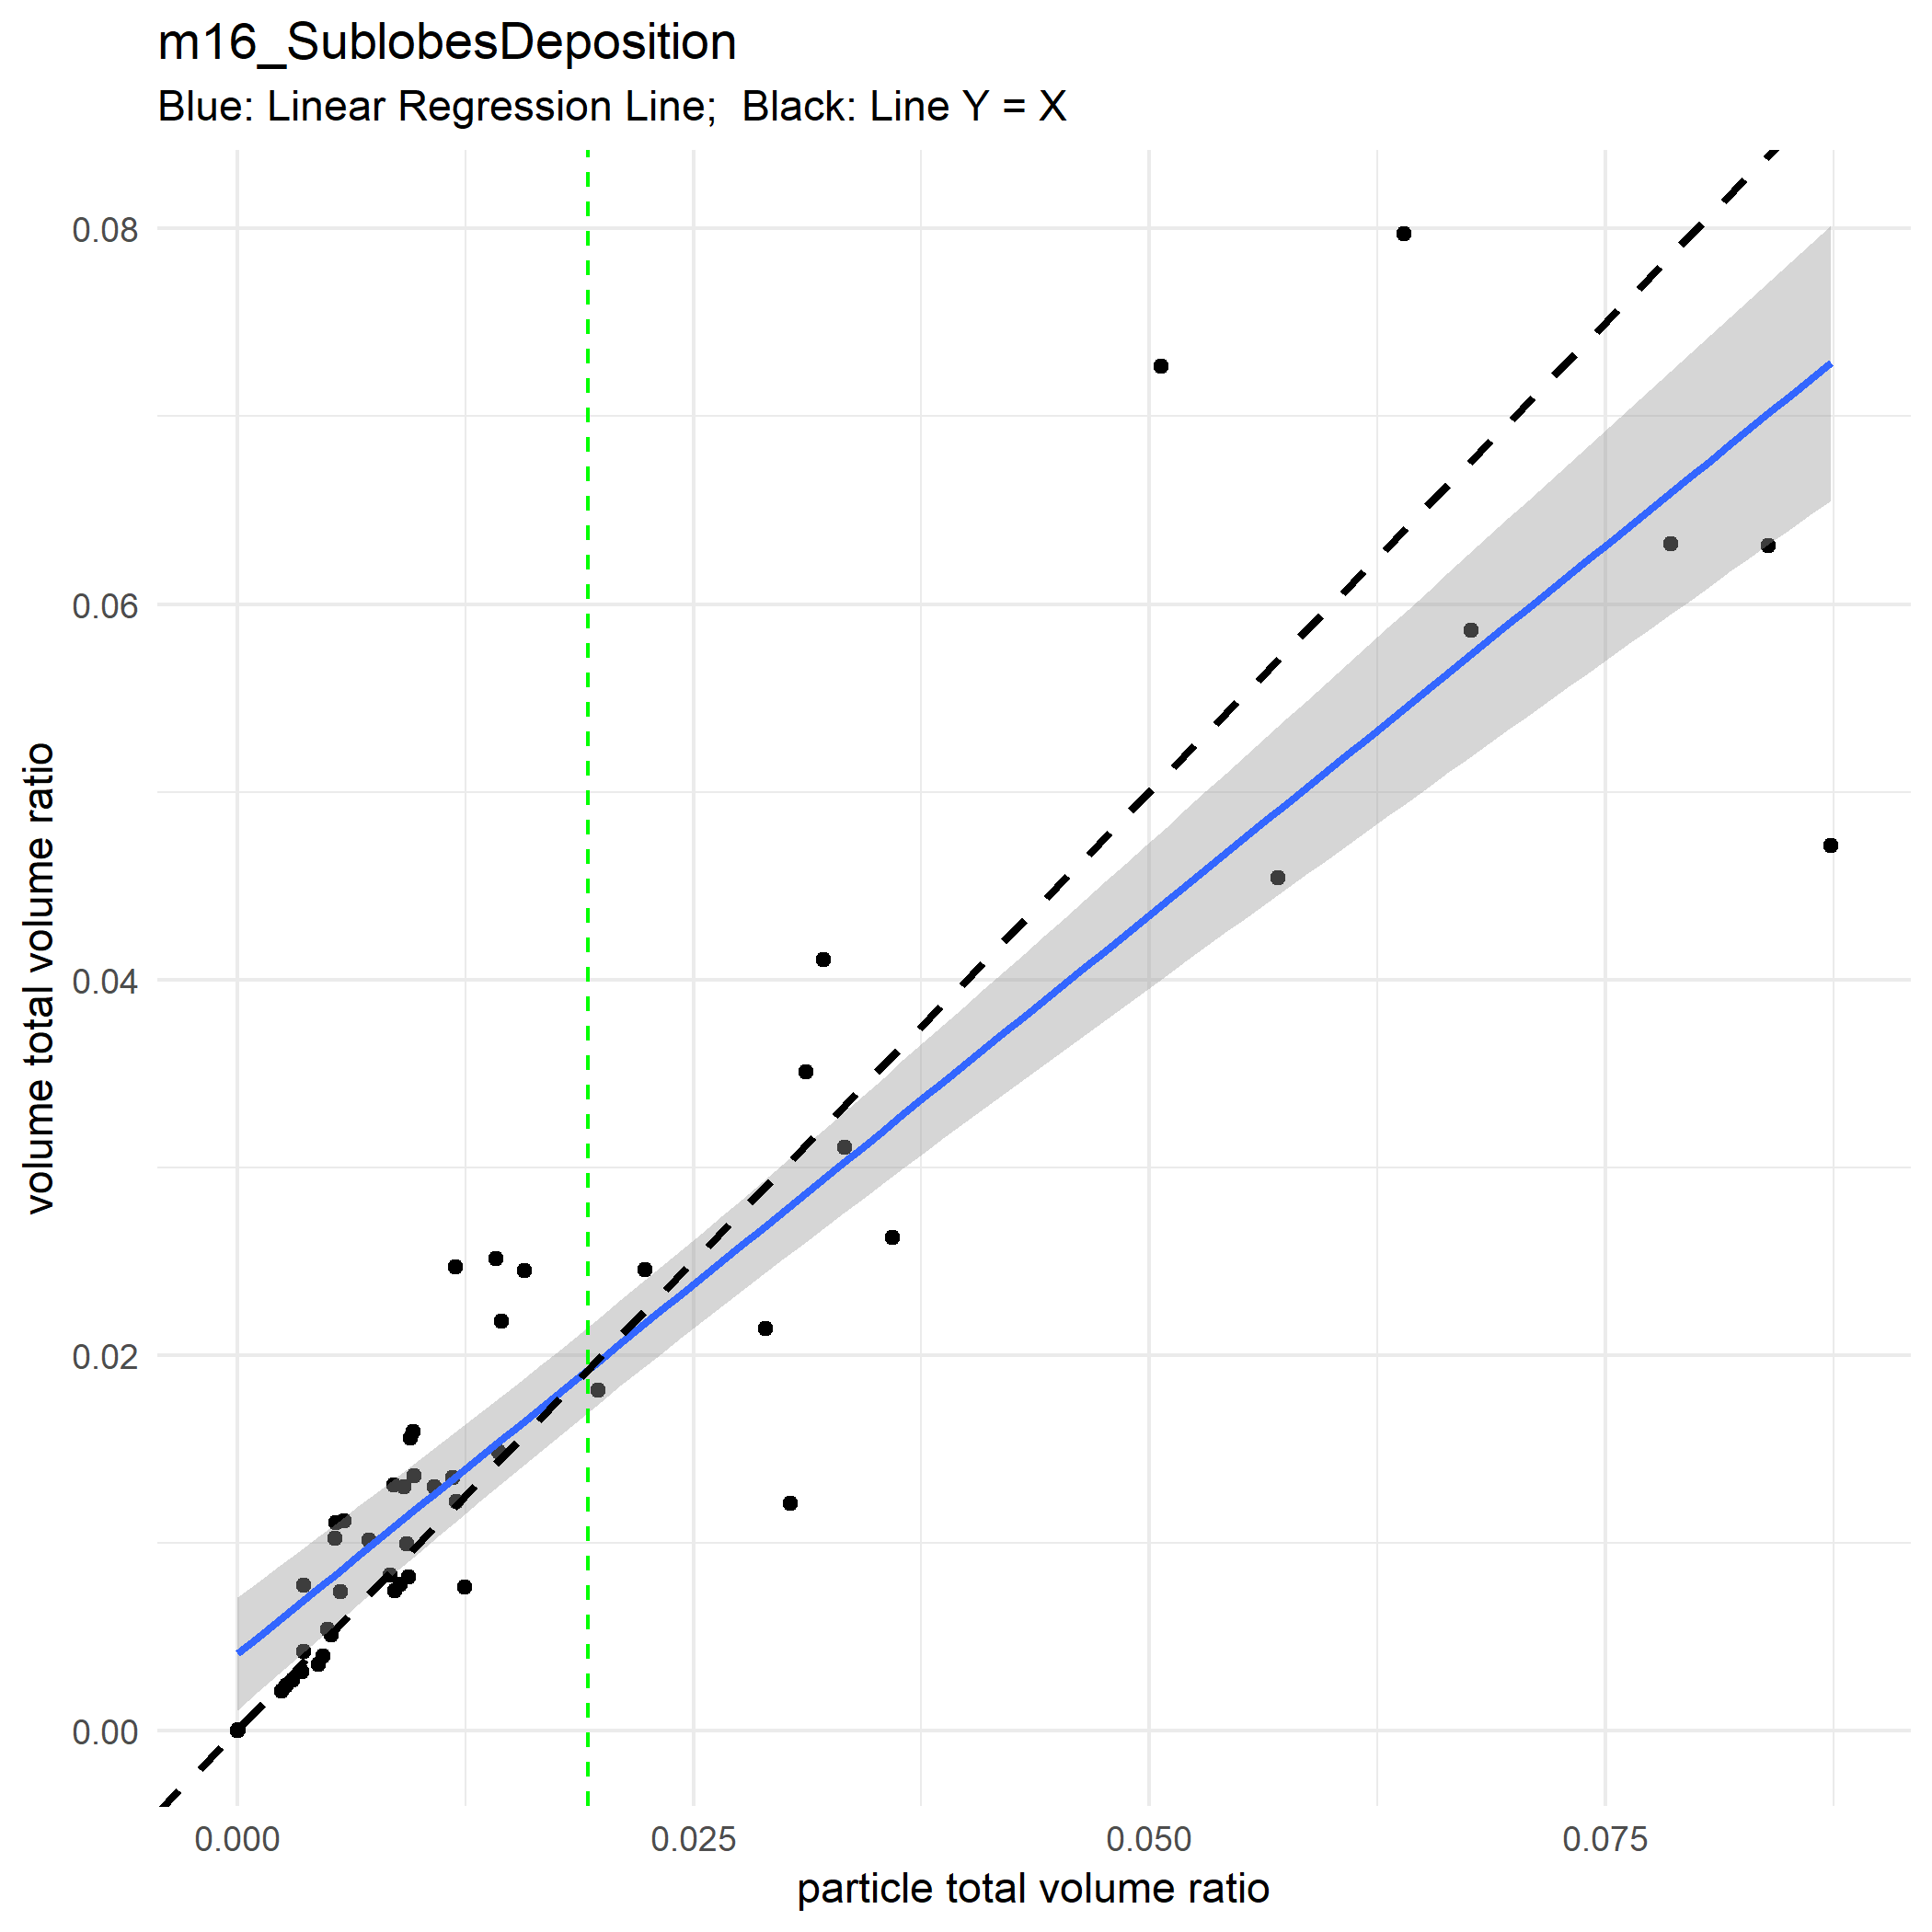 m16_SublobesDeposition
Blue: Linear Regression Line;  Black: Line Y = X
volume total volume ratio
0.08
0.06
0.04
0.02
0.00
0.000
0.025
0.050
0.075
particle total volume ratio